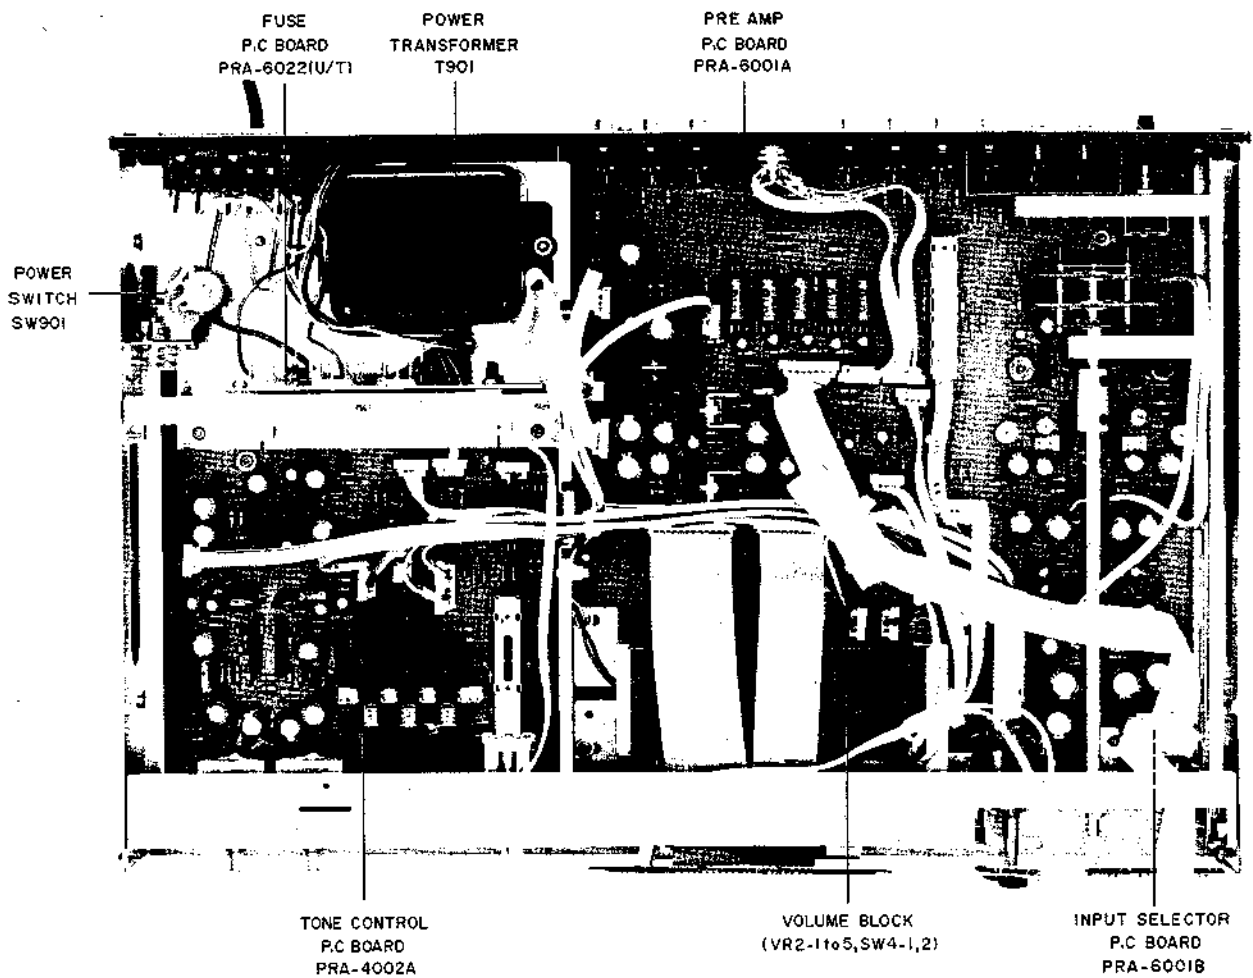 FUSE
P.C BOARD
PRA-6022(U/T)
POWER
TRANSFORMER
T901
PRE AMP
P.C BOARD
PRA-6001A
POWER
SWITCH
SW901
TONE CONTROL
P.C BOARD
PRA-4002A
VOLUME BLOCK
(VR2-1to5,SW4-1,2)
INPUT SELECTOR
P.C BOARD
PRA-6001B